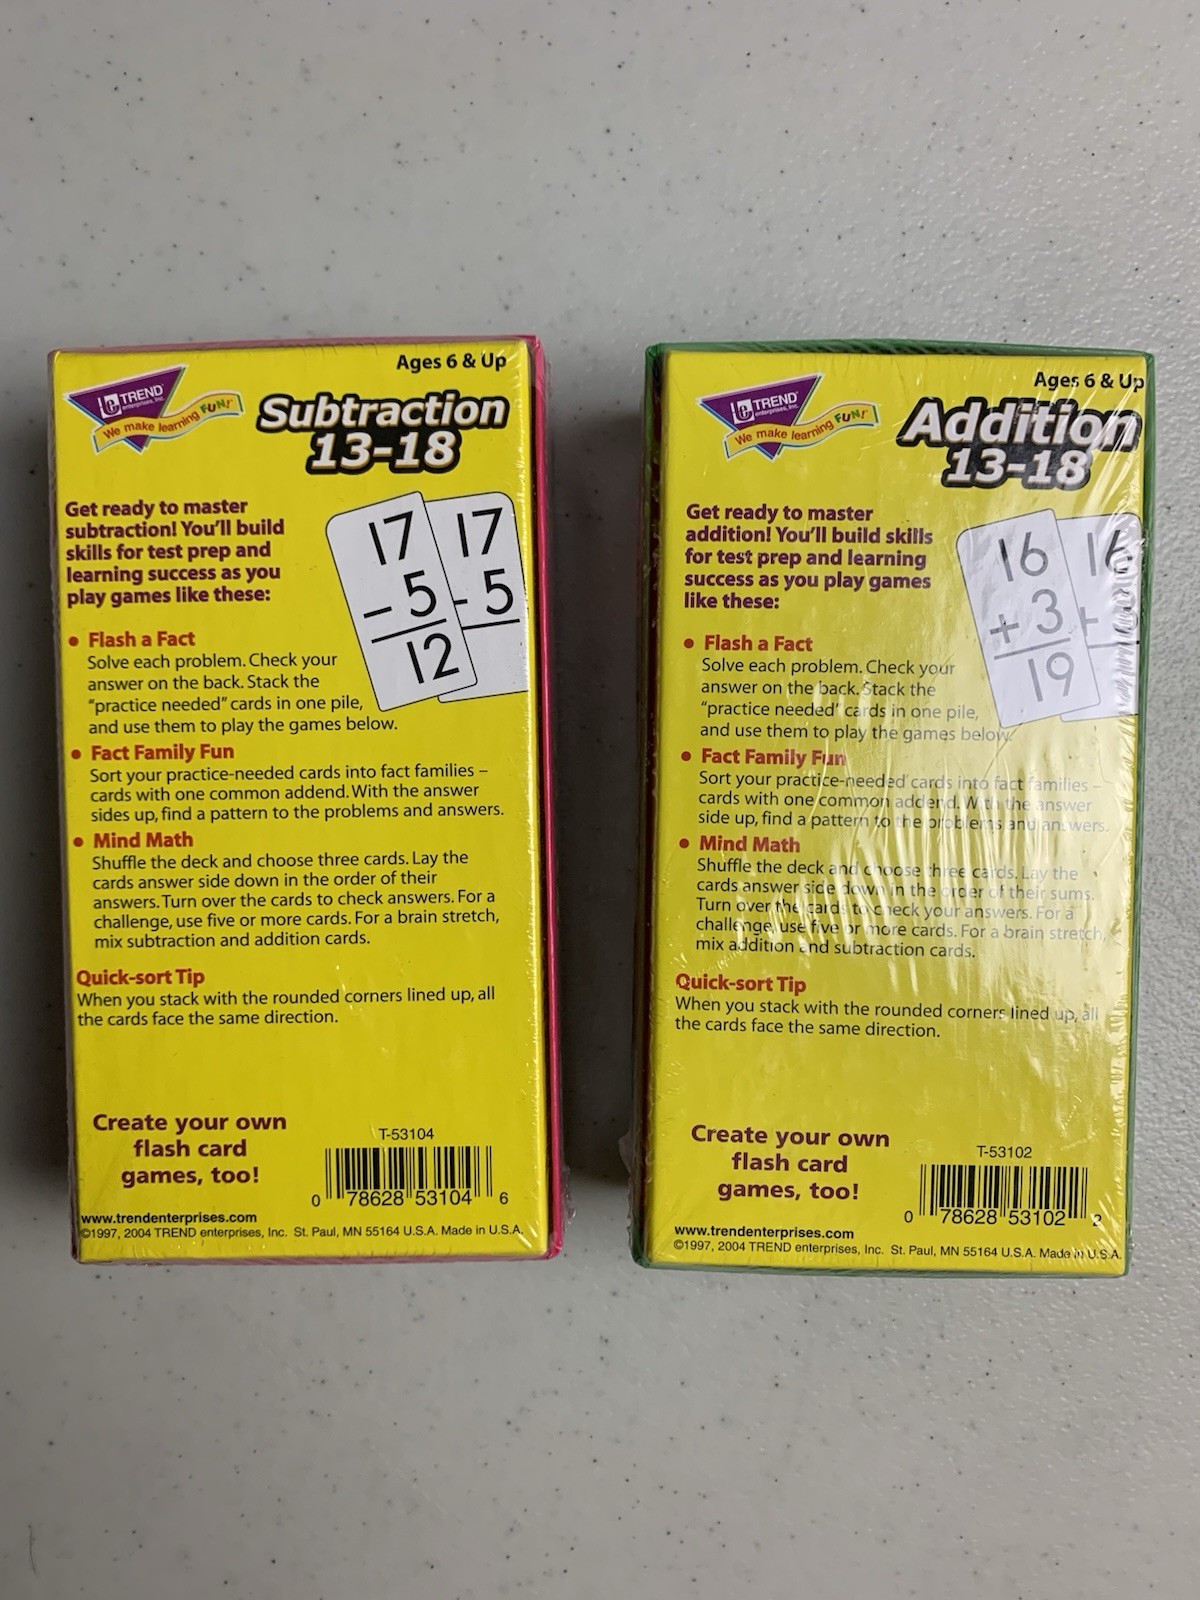 Ages 6 & Up
TREND
enterprises, Inc.
We make learning FUN!
Subtraction
13-18
Get ready to master
subtraction! You'll build
skills for test prep and
learning success as you
play games like these:
17
- 5
12
17
- 5
• Flash a Fact
Solve each problem. Check your
answer on the back. Stack the
“practice needed” cards in one pile,
and use them to play the games below.
• Fact Family Fun
Sort your practice-needed cards into fact families –
cards with one common addend. With the answer
sides up, find a pattern to the problems and answers.
• Mind Math
Shuffle the deck and choose three cards. Lay the
cards answer side down in the order of their
answers. Turn over the cards to check answers. For a
challenge, use five or more cards. For a brain stretch,
mix subtraction and addition cards.
Quick-sort Tip
When you stack with the rounded corners lined up, all
the cards face the same direction.
Create your own
flash card
games, too!
T-53104
0 78628 53104 6
www.trendenterprises.com
©1997, 2004 TREND enterprises, Inc. St. Paul, MN 55164 U.S.A. Made in U.S.A.
Ages 6 & Up
TREND
enterprises, Inc.
We make learning FUN!
Addition
13-18
Get ready to master
addition! You'll build skills
for test prep and learning
success as you play games
like these:
16
+ 3
19
16
+
• Flash a Fact
Solve each problem. Check your
answer on the back. Stack the
“practice needed” cards in one pile,
and use them to play the games below.
• Fact Family Fun
Sort your practice-needed cards into fact families –
cards with one common addend. With the answer
side up, find a pattern to the problems and answers.
• Mind Math
Shuffle the deck and choose three cards. Lay the
cards answer side down in the order of their sums.
Turn over the cards to check your answers. For a
challenge, use five or more cards. For a brain stretch,
mix addition and subtraction cards.
Quick-sort Tip
When you stack with the rounded corners lined up, all
the cards face the same direction.
Create your own
flash card
games, too!
T-53102
0 78628 53102 2
www.trendenterprises.com
©1997, 2004 TREND enterprises, Inc. St. Paul, MN 55164 U.S.A. Made in U.S.A.